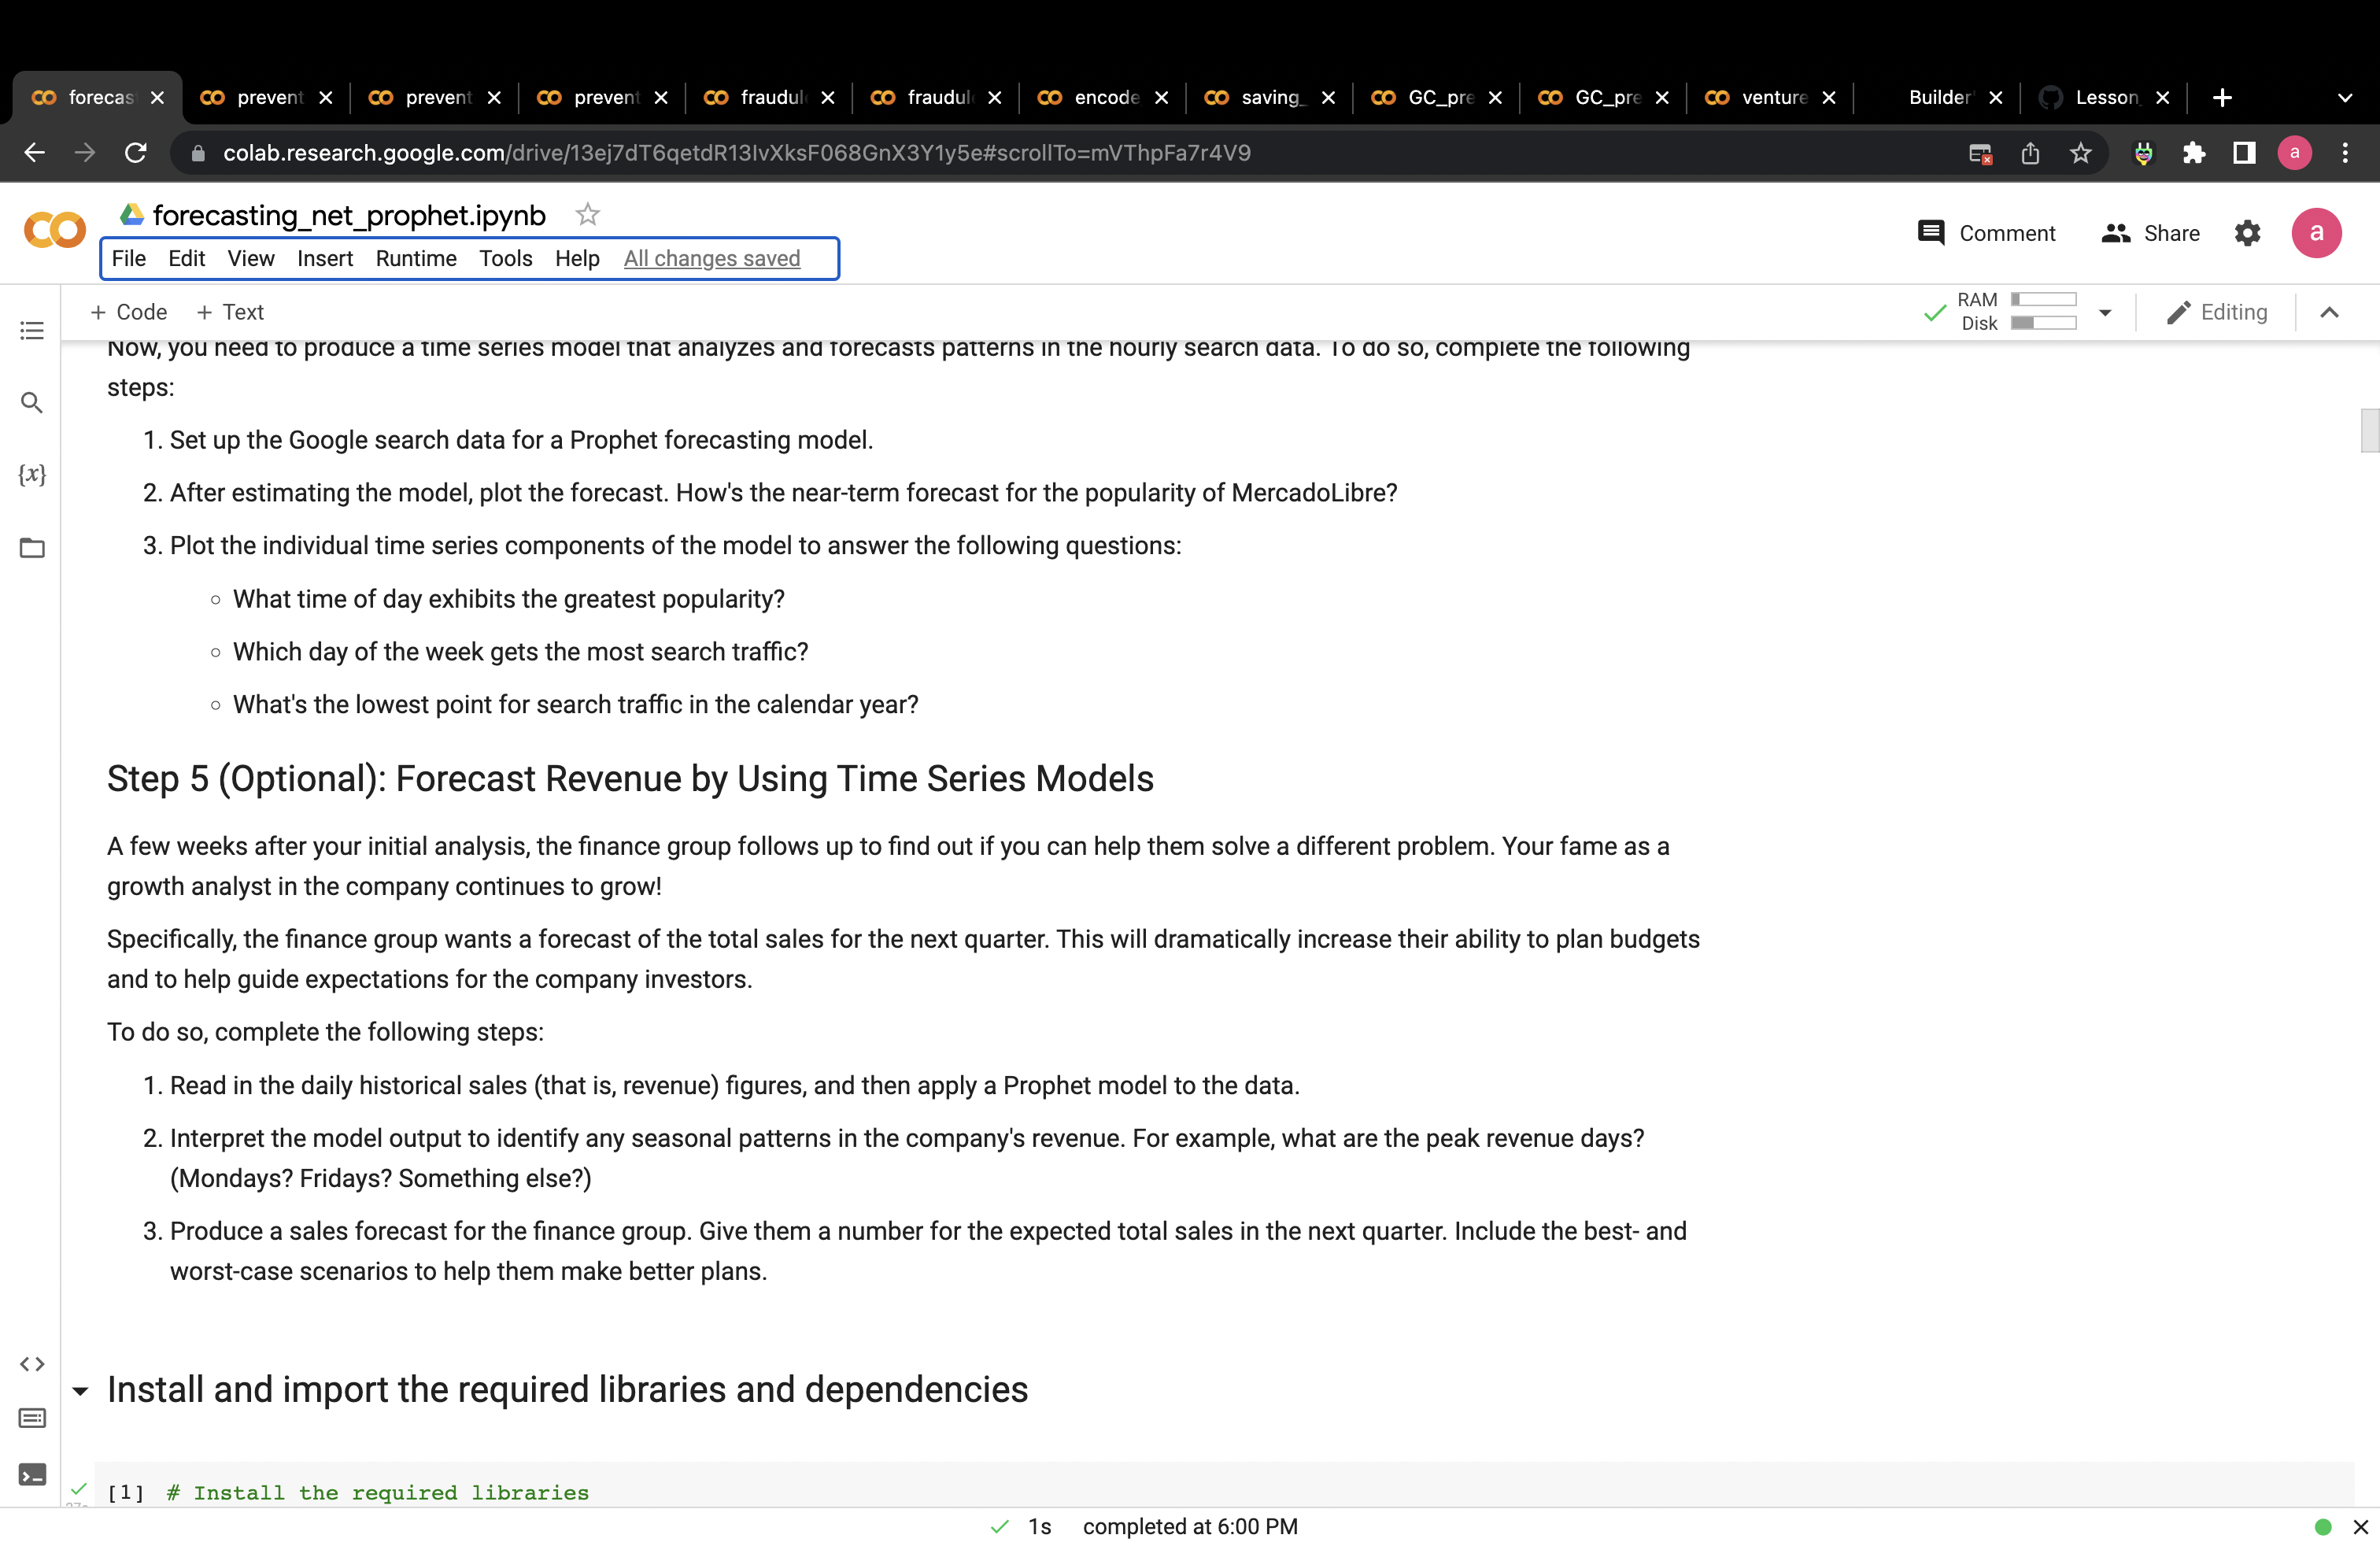 forecas
prevent
prevent
prevent
fraudul
fraudul
encode
saving_
GC_pre
GC_pre
venture
Builder'
Lesson_
colab.research.google.com/drive/13ej7dT6qetdR13IvXksF068GnX3Y1y5e#scrollTo=mVThpFa7r4V9
a
forecasting_net_prophet.ipynb
File Edit View Insert Runtime Tools Help All changes saved
Comment Share a
+ Code + Text
RAM
Disk
Editing
Now, you need to produce a time series model that analyzes and forecasts patterns in the hourly search data. To do so, complete the following
steps:
1. Set up the Google search data for a Prophet forecasting model.
2. After estimating the model, plot the forecast. How's the near-term forecast for the popularity of MercadoLibre?
3. Plot the individual time series components of the model to answer the following questions:
What time of day exhibits the greatest popularity?
Which day of the week gets the most search traffic?
What's the lowest point for search traffic in the calendar year?
Step 5 (Optional): Forecast Revenue by Using Time Series Models
A few weeks after your initial analysis, the finance group follows up to find out if you can help them solve a different problem. Your fame as a
growth analyst in the company continues to grow!
Specifically, the finance group wants a forecast of the total sales for the next quarter. This will dramatically increase their ability to plan budgets
and to help guide expectations for the company investors.
To do so, complete the following steps:
1. Read in the daily historical sales (that is, revenue) figures, and then apply a Prophet model to the data.
2. Interpret the model output to identify any seasonal patterns in the company's revenue. For example, what are the peak revenue days?
(Mondays? Fridays? Something else?)
3. Produce a sales forecast for the finance group. Give them a number for the expected total sales in the next quarter. Include the best- and
worst-case scenarios to help them make better plans.
Install and import the required libraries and dependencies
[1] # Install the required libraries
1s completed at 6:00 PM